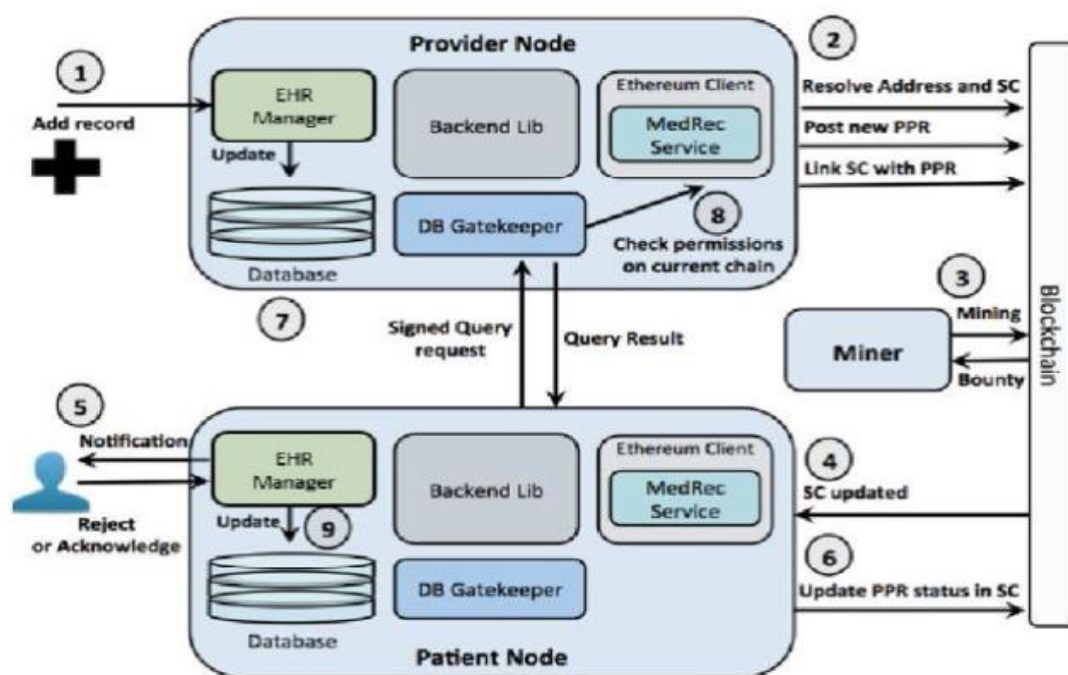 Provider Node
1
Add record
EHR
Manager
Update
Database
Backend Lib
Ethereum Client
MedRec
Service
DB Gatekeeper
8
Check permissions
on current chain
2
Resolve Address and SC
Post new PPR
Link SC with PPR
7
Signed Query
request
Query Result
3
Mining
Miner
Bounty
Blockchain
5
Notification
Reject
or Acknowledge
EHR
Manager
Update
9
Database
Backend Lib
Ethereum Client
MedRec
Service
DB Gatekeeper
Patient Node
4
SC updated
6
Update PPR status in SC